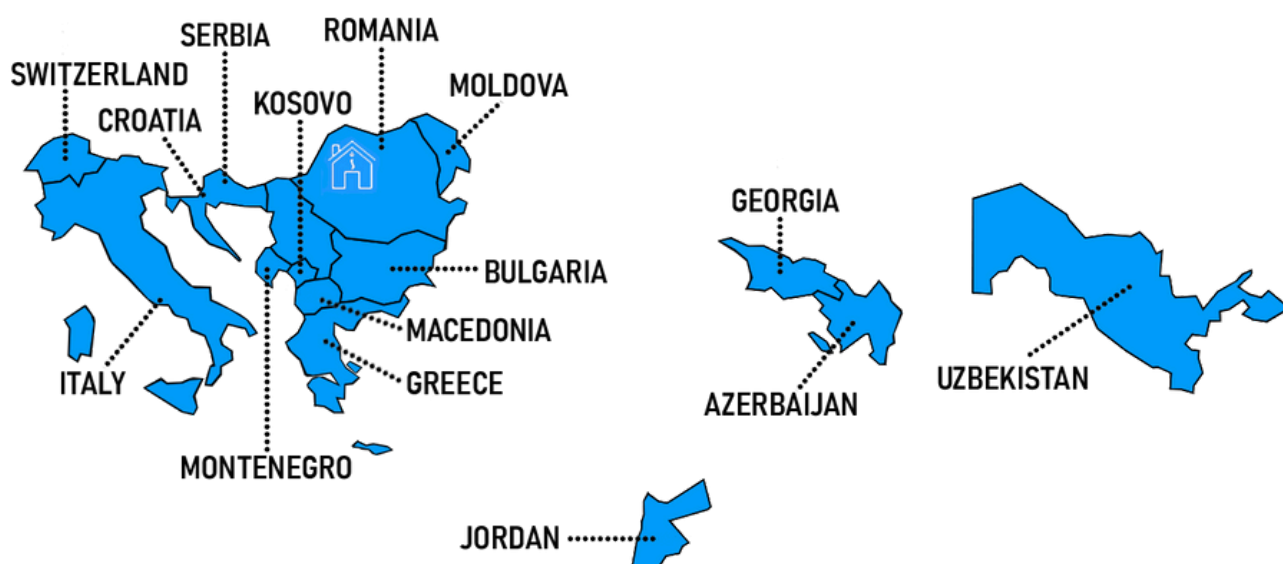 SERBIA
ROMANIA
SWITZERLAND
MOLDOVA
KOSOVO
CROATIA
GEORGIA
BULGARIA
MACEDONIA
ITALY
GREECE
UZBEKISTAN
AZERBAIJAN
MONTENEGRO
JORDAN